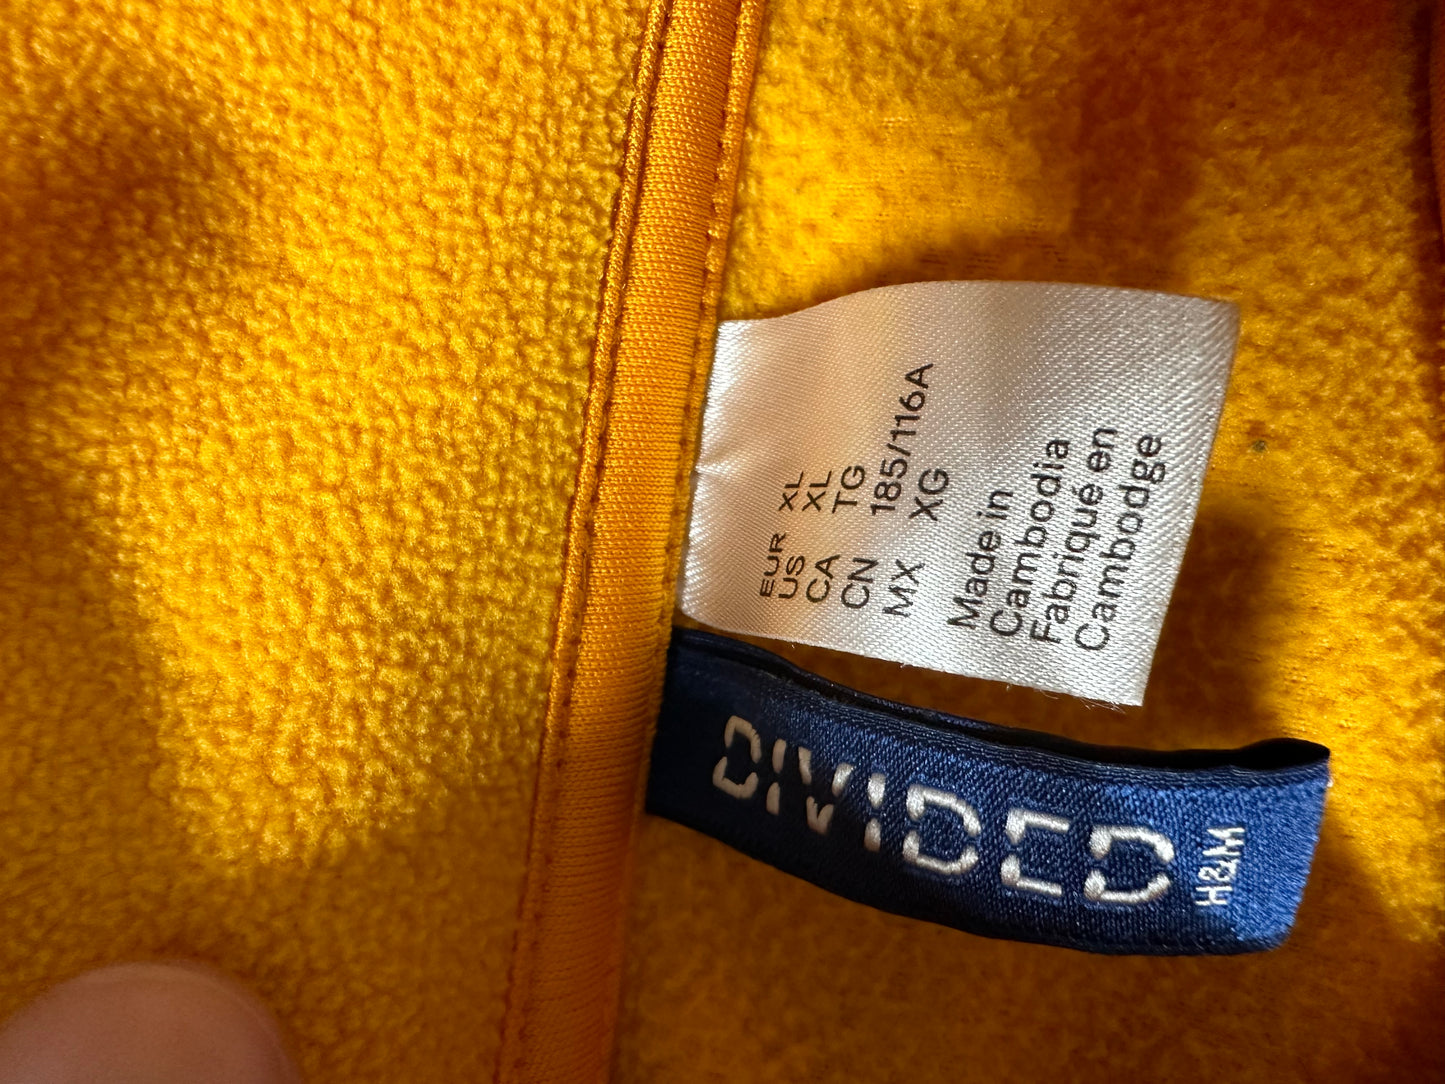 EUR XL
US XL
CA TG
CN 185/116A
MX XG
Made in
Cambodia
Fabriqué en
Cambodge
DIVIDED
H&M